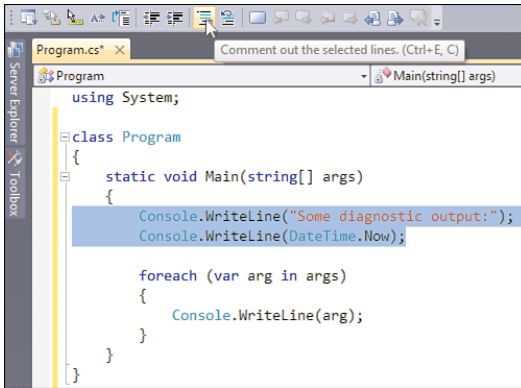 Program.cs* ×
Comment out the selected lines. (Ctrl+E, C)
Program
Main(string[] args)
Server Explorer
Toolbox
using System;
class Program
{
static void Main(string[] args)
{
Console.WriteLine("Some diagnostic output:");
Console.WriteLine(DateTime.Now);
foreach (var arg in args)
{
Console.WriteLine(arg);
}
}
}